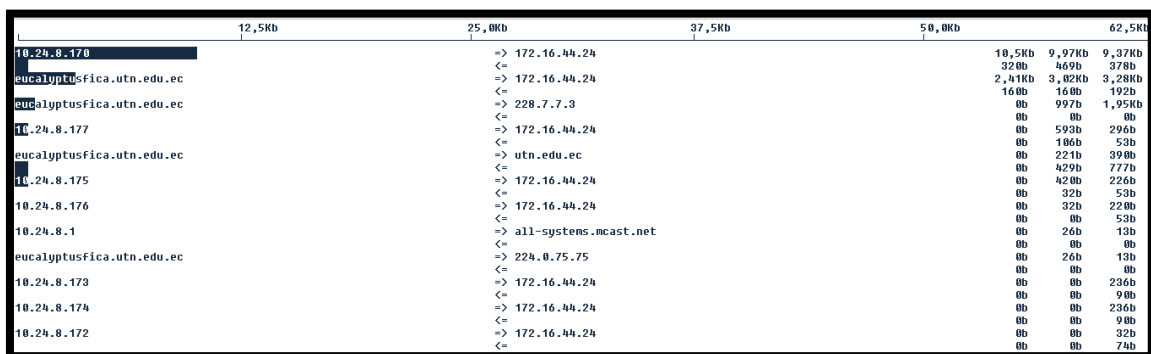 12,5Kb 25,0Kb 37,5Kb 50,0Kb 62,5Kb
10.24.8.170 => 172.16.44.24 10,5Kb 9,97Kb 9,37Kb
<= 320b 469b 378b
eucalyptusfica.utn.edu.ec => 172.16.44.24 2,41Kb 3,02Kb 3,28Kb
<= 160b 160b 192b
eucalyptusfica.utn.edu.ec => 228.7.7.3 0b 997b 1,95Kb
<= 0b 0b 0b
10.24.8.177 => 172.16.44.24 0b 593b 296b
<= 0b 106b 53b
eucalyptusfica.utn.edu.ec => utn.edu.ec 0b 221b 390b
<= 0b 429b 777b
10.24.8.175 => 172.16.44.24 0b 420b 226b
<= 0b 32b 53b
10.24.8.176 => 172.16.44.24 0b 32b 220b
<= 0b 0b 53b
10.24.8.1 => all-systems.mcast.net 0b 26b 13b
<= 0b 0b 0b
eucalyptusfica.utn.edu.ec => 224.0.75.75 0b 26b 13b
<= 0b 0b 0b
10.24.8.173 => 172.16.44.24 0b 0b 236b
<= 0b 0b 90b
10.24.8.174 => 172.16.44.24 0b 0b 236b
<= 0b 0b 90b
10.24.8.172 => 172.16.44.24 0b 0b 32b
<= 0b 0b 74b